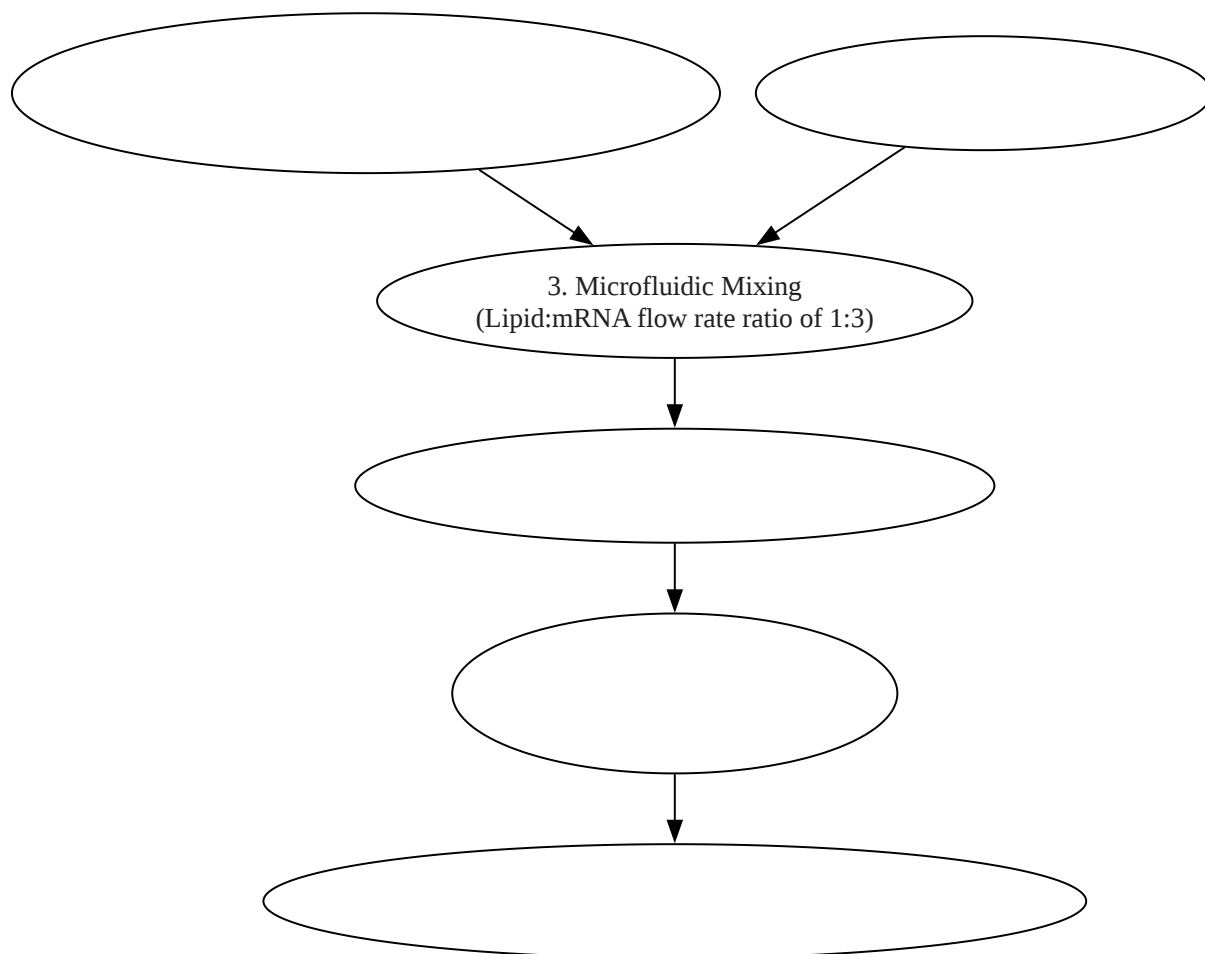 3. Microfluidic Mixing
(Lipid:mRNA flow rate ratio of 1:3)